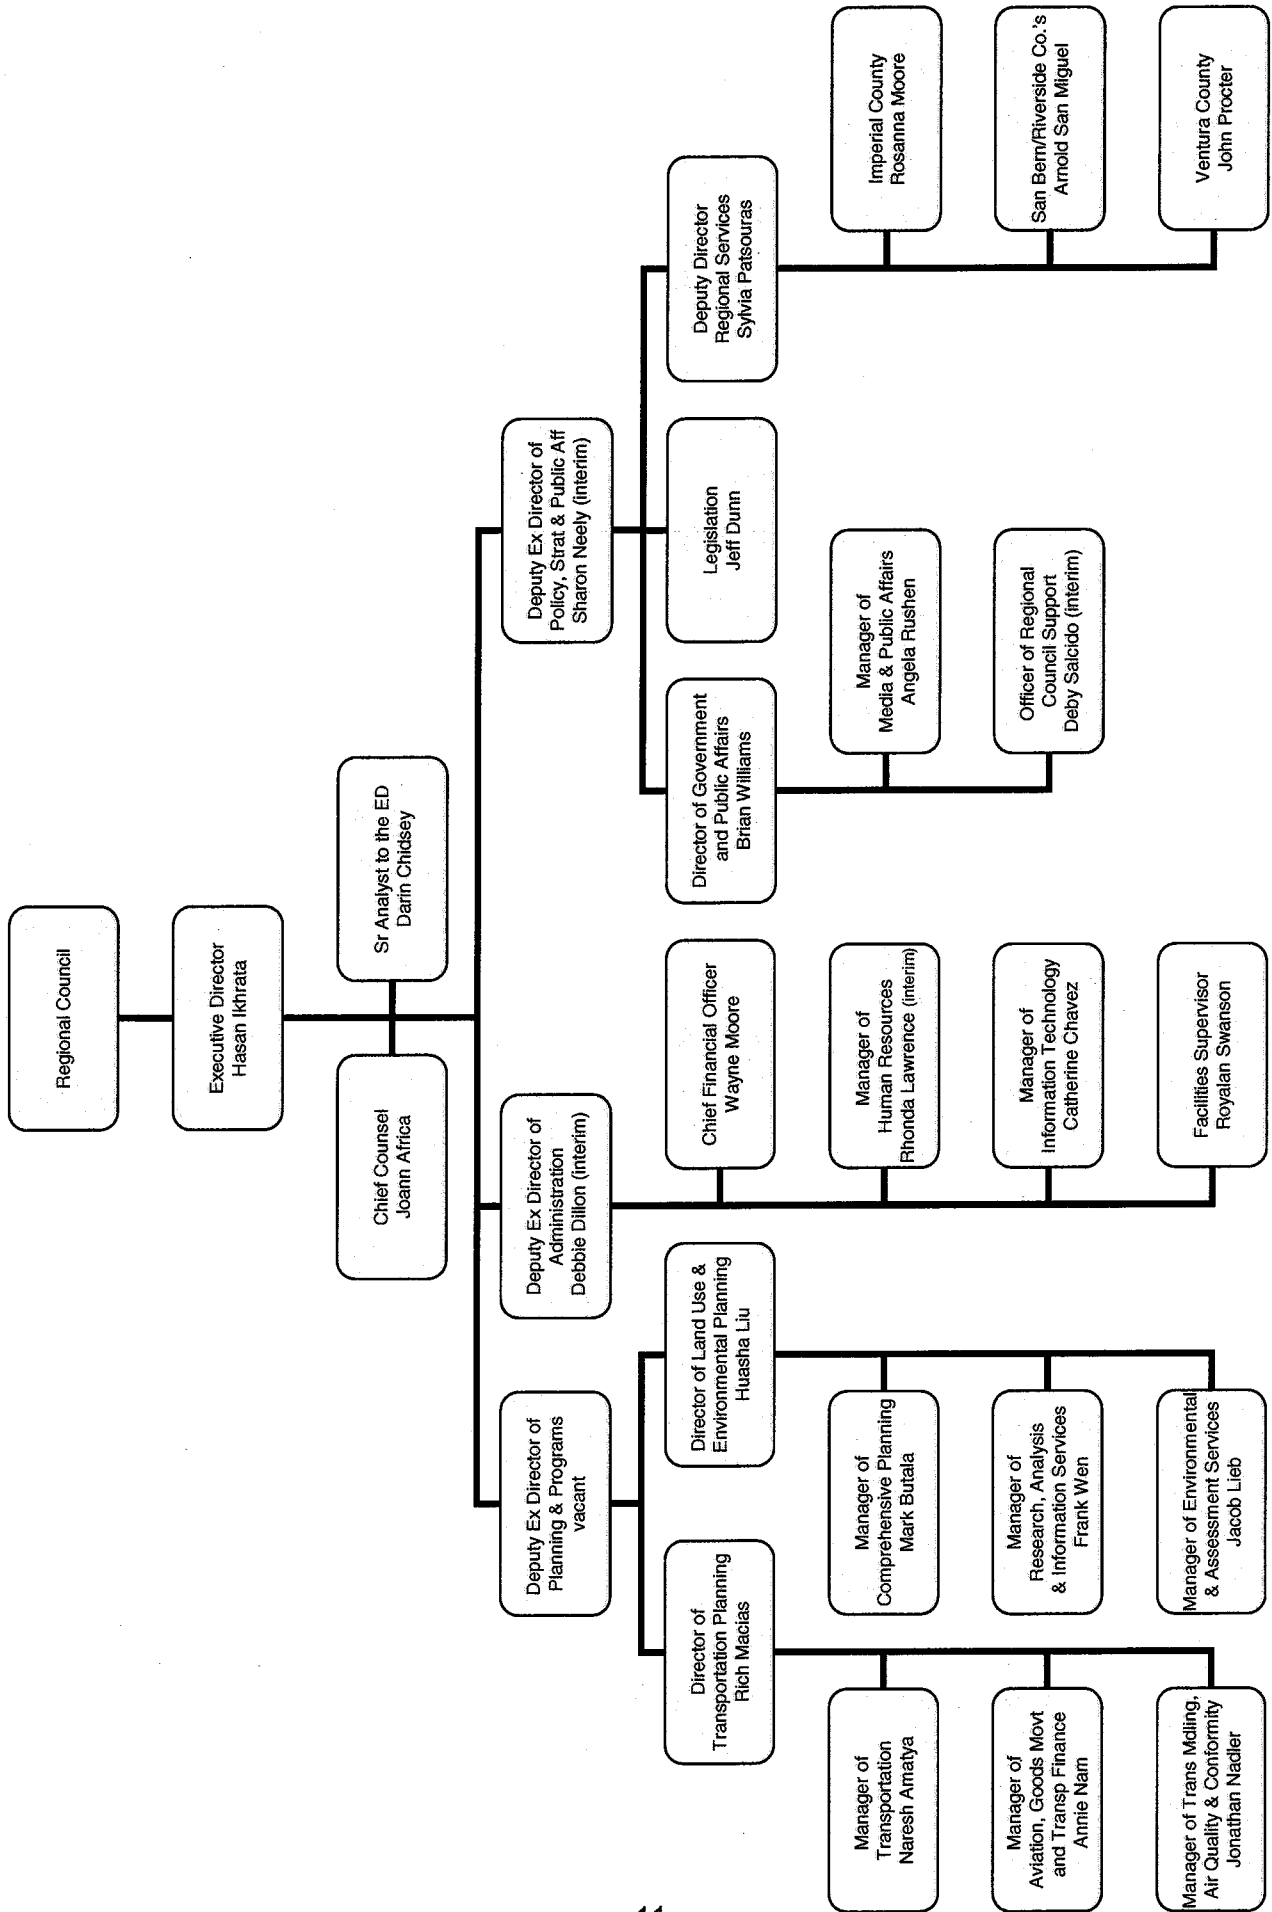 Regional Council
Executive Director
Hasan Ikhrata
Chief Counsel
Joann Africa
Sr Analyst to the ED
Darin Chidsey
Deputy Ex Director of
Planning & Programs
vacant
Deputy Ex Director of
Administration
Debbie Dillon (interim)
Deputy Ex Director of
Policy, Strat & Public Aff
Sharon Neely (interim)
Director of
Transportation Planning
Rich Macias
Director of Land Use &
Environmental Planning
Huasha Liu
Chief Financial Officer
Wayne Moore
Director of Government
and Public Affairs
Brian Williams
Legislation
Jeff Dunn
Deputy Director
Regional Services
Sylvia Patsouras
Manager of
Transportation
Naresh Amatya
Manager of
Comprehensive Planning
Mark Butala
Manager of
Human Resources
Rhonda Lawrence (interim)
Manager of
Media & Public Affairs
Angela Rushen
Imperial County
Rosanna Moore
Manager of
Aviation, Goods Movt
and Transp Finance
Annie Nam
Manager of
Research, Analysis
& Information Services
Frank Wen
Manager of
Information Technology
Catherine Chavez
Officer of Regional
Council Support
Deby Salcido (interim)
San Bern/Riverside Co.'s
Arnold San Miguel
Manager of Trans Mdling,
Air Quality & Conformity
Jonathan Nadler
Manager of Environmental
& Assessment Services
Jacob Lieb
Facilities Supervisor
Royalan Swanson
Ventura County
John Procter